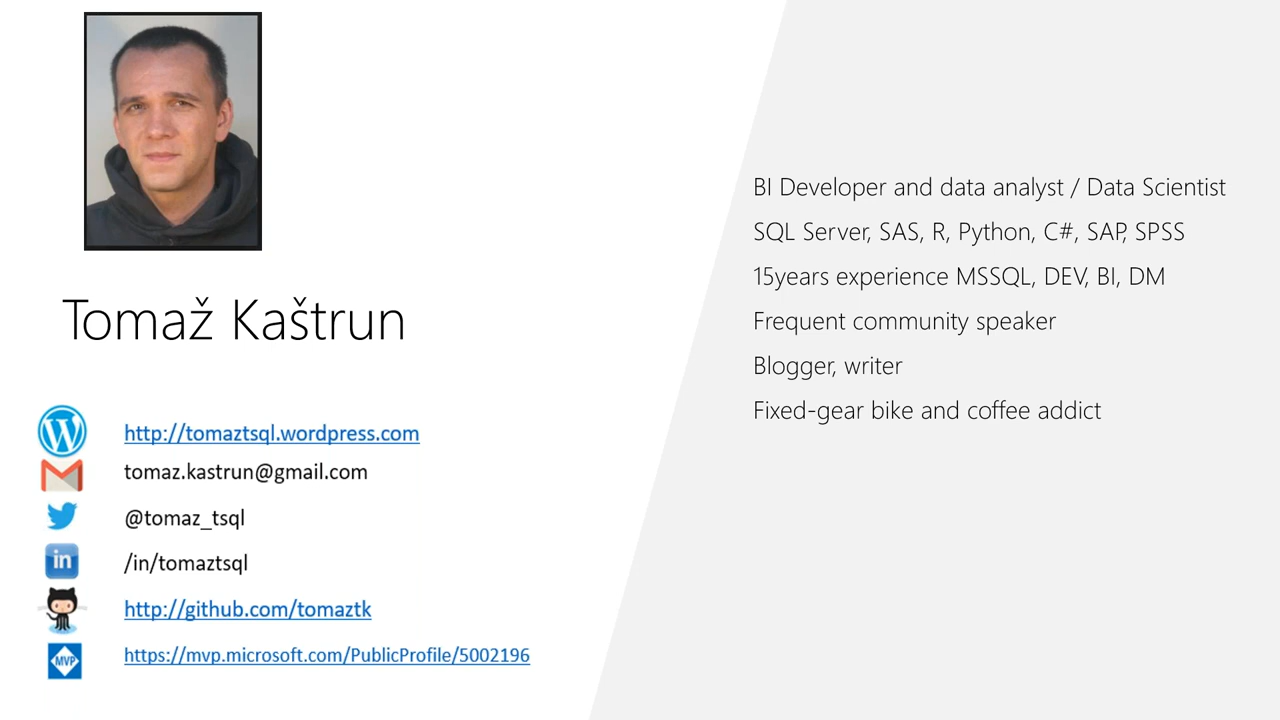 Tomaž Kaštrun
http://tomaztsql.wordpress.com
tomaz.kastrun@gmail.com
@tomaz_tsql
in
/in/tomaztsql
http://github.com/tomaztk
MVP
https://mvp.microsoft.com/PublicProfile/5002196
BI Developer and data analyst / Data Scientist
SQL Server, SAS, R, Python, C#, SAP, SPSS
15years experience MSSQL, DEV, BI, DM
Frequent community speaker
Blogger, writer
Fixed-gear bike and coffee addict